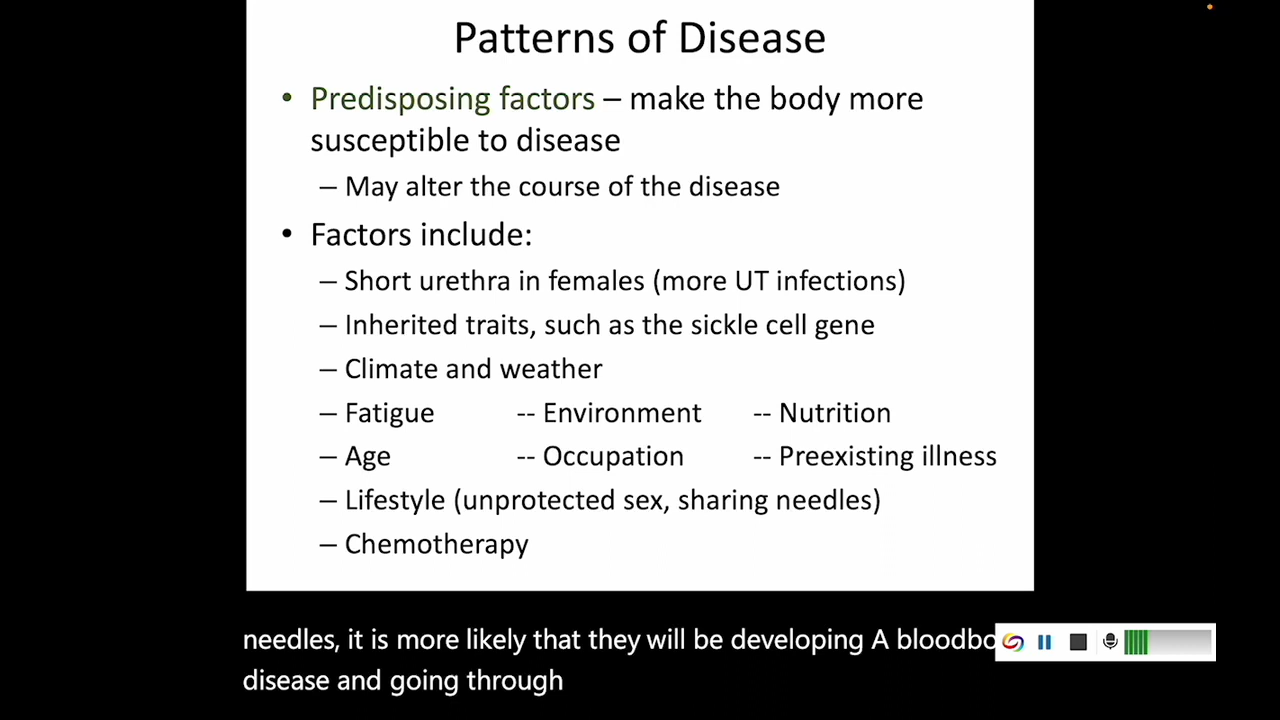 Patterns of Disease
• Predisposing factors – make the body more
susceptible to disease
– May alter the course of the disease
• Factors include:
– Short urethra in females (more UT infections)
– Inherited traits, such as the sickle cell gene
– Climate and weather
– Fatigue -- Environment -- Nutrition
– Age -- Occupation -- Preexisting illness
– Lifestyle (unprotected sex, sharing needles)
– Chemotherapy
needles, it is more likely that they will be developing A
disease and going through